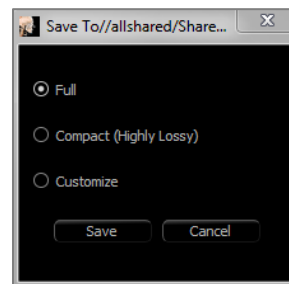 Save To//allshared/Share...
Full
Compact (Highly Lossy)
Customize
Save Cancel